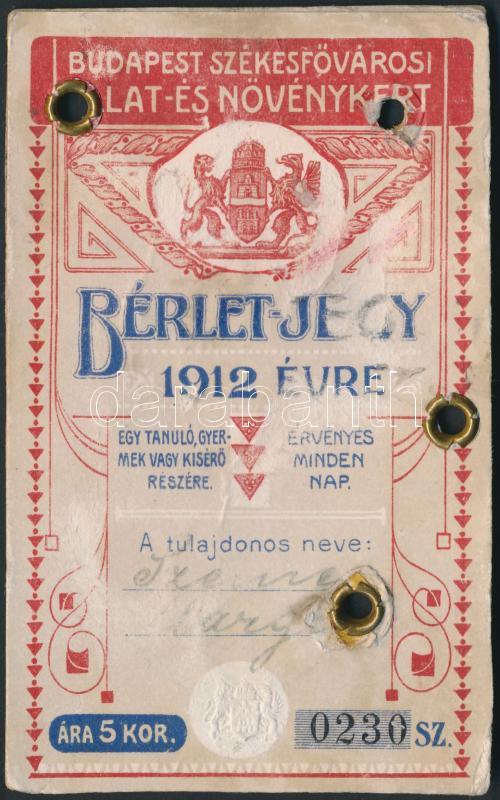 BUDAPEST SZÉKESFŐVÁROSI
LAT-ÉS NÖVÉNYKERT
BÉRLET-JEGY
1912 ÉVRE
darabanth
EGY TANULÓ, GYER-
MEK VAGY KISÉRŐ
RÉSZÉRE.
ÉRVÉNYES
MINDEN
NAP.
A tulajdonos neve:
ÁRA 5 KOR.
0230 SZ.